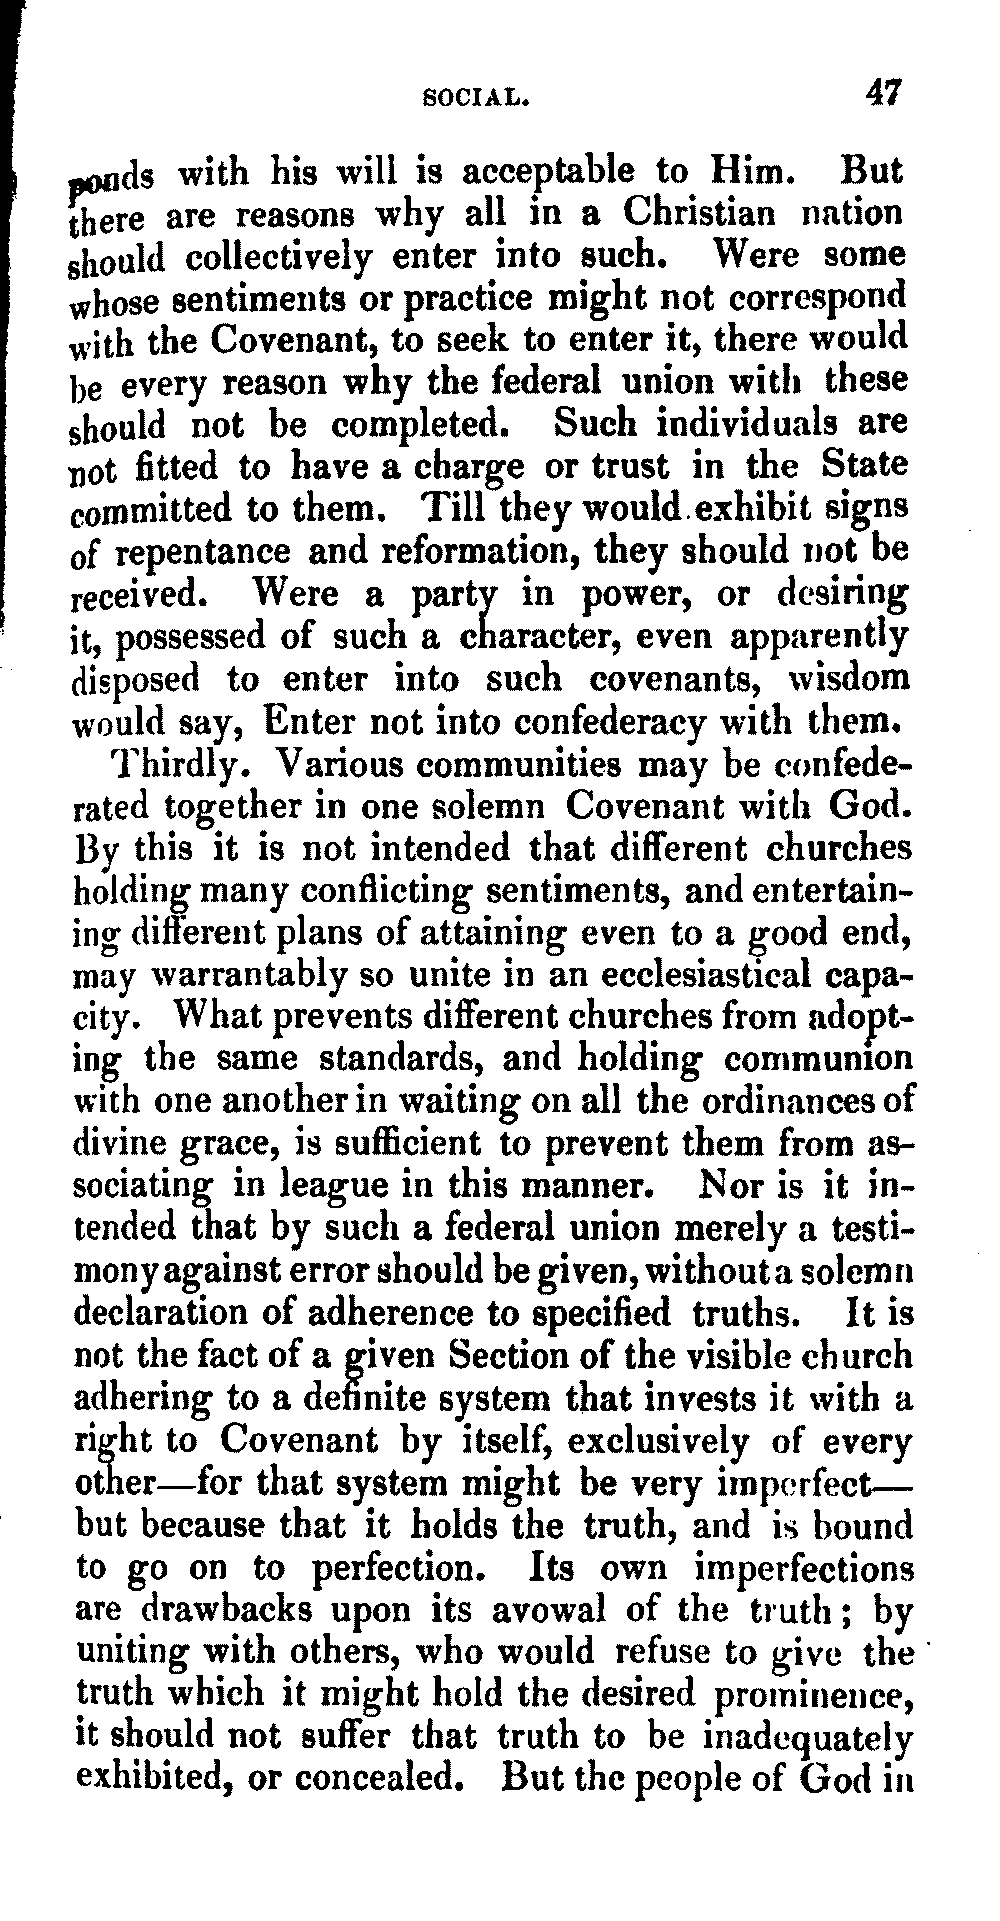 SOCIAL. 47
ponds with his will is acceptable to Him. But
there are reasons why all in a Christian nation
should collectively enter into such. Were some
whose sentiments or practice might not correspond
with the Covenant, to seek to enter it, there would
be every reason why the federal union with these
should not be completed. Such individuals are
not fitted to have a charge or trust in the State
committed to them. Till they would exhibit signs
of repentance and reformation, they should not be
received. Were a party in power, or desiring
it, possessed of such a character, even apparently
disposed to enter into such covenants, wisdom
would say, Enter not into confederacy with them.
Thirdly. Various communities may be confede-
rated together in one solemn Covenant with God.
By this it is not intended that different churches
holding many conflicting sentiments, and entertain-
ing different plans of attaining even to a good end,
may warrantably so unite in an ecclesiastical capa-
city. What prevents different churches from adopt-
ing the same standards, and holding communion
with one another in waiting on all the ordinances of
divine grace, is sufficient to prevent them from as-
sociating in league in this manner. Nor is it in-
tended that by such a federal union merely a testi-
mony against error should be given, without a solemn
declaration of adherence to specified truths. It is
not the fact of a given Section of the visible church
adhering to a definite system that invests it with a
right to Covenant by itself, exclusively of every
other—for that system might be very imperfect—
but because that it holds the truth, and is bound
to go on to perfection. Its own imperfections
are drawbacks upon its avowal of the truth; by
uniting with others, who would refuse to give the
truth which it might hold the desired prominence,
it should not suffer that truth to be inadequately
exhibited, or concealed. But the people of God in